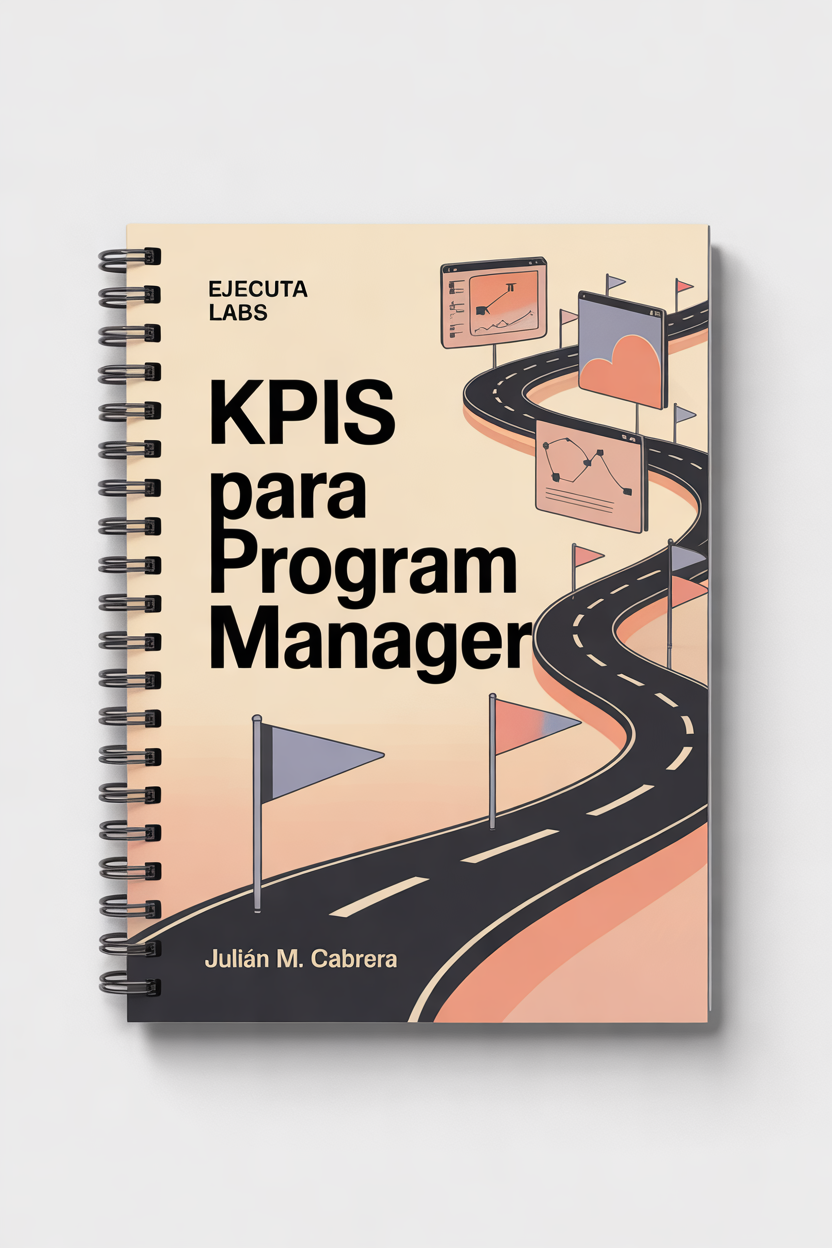 EJECUTA
LABS
KPIS
para
Program
Manager
Julián M. Cabrera